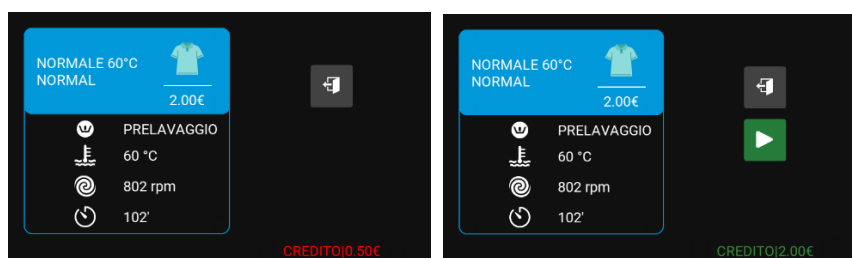 NORMALE 60°C
NORMAL
2.00€
PRELAVAGGIO
60 °C
802 rpm
102'
CREDITO|0.50€
NORMALE 60°C
NORMAL
2.00€
PRELAVAGGIO
60 °C
802 rpm
102'
CREDITO|2.00€